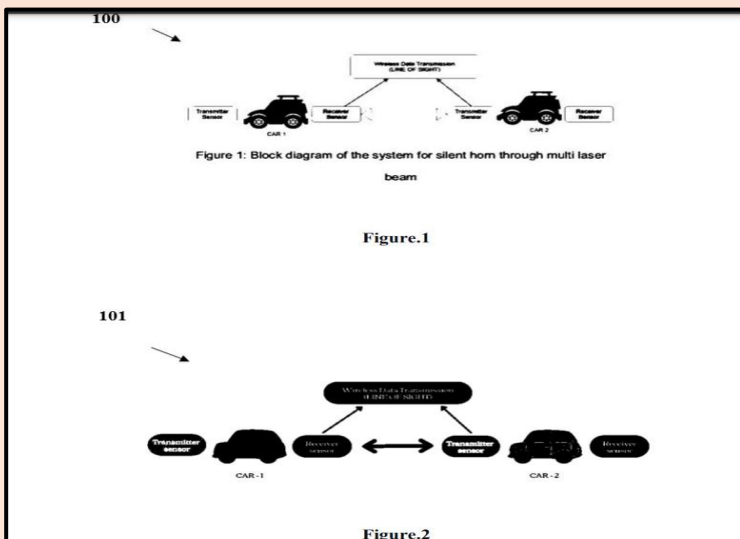 100
Wireless Data Transmission
(LINE OF SIGHT)
Transmitter
Sensor
Receiver
Sensor
Transmitter
Sensor
Receiver
Sensor
CAR 1
CAR 2
Figure 1: Block diagram of the system for silent horn through multi laser
beam
Figure.1
101
Wireless Data Transmission
(LINE OF SIGHT)
Transmitter
sensor
Receiver
sensor
Transmitter
sensor
Receiver
sensor
CAR-1
CAR-2
Figure.2